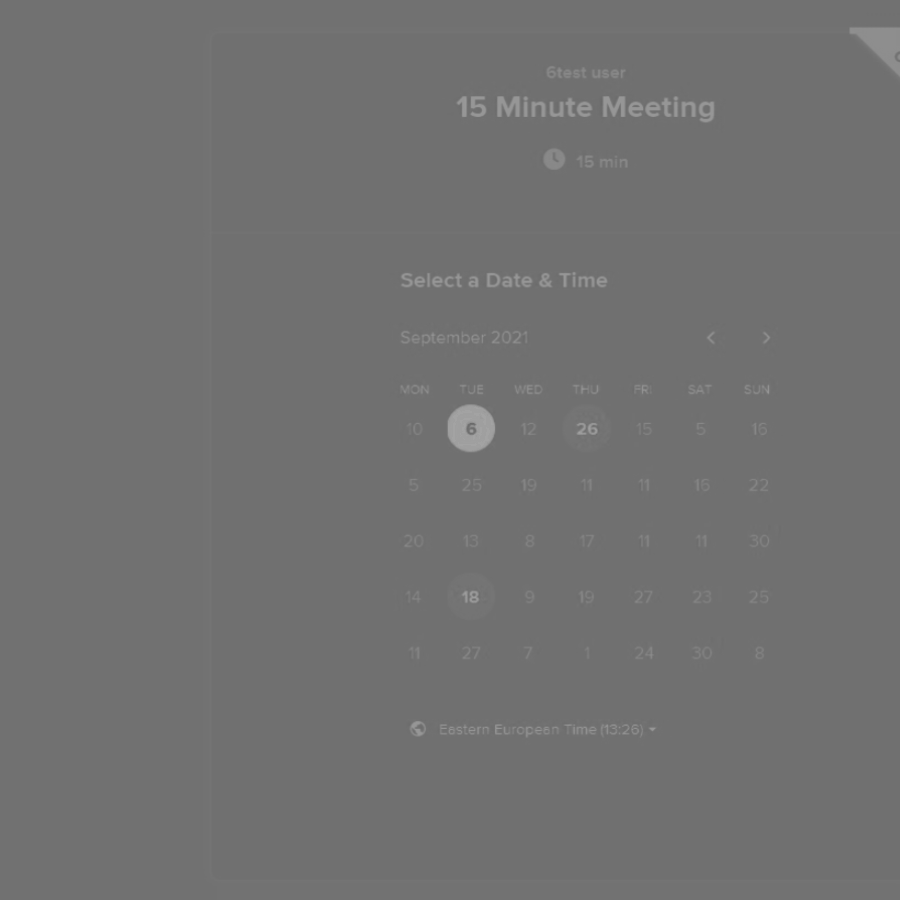 6test user
15 Minute Meeting
15 min
Select a Date & Time
September 2021
MON TUE WED THU FRI SAT SUN
10 6 12 26 15 5 16
5 25 19 11 11 16 22
20 13 8 17 11 11 30
14 18 9 19 27 23 25
11 27 7 1 24 30 8
Eastern European Time (13:26)